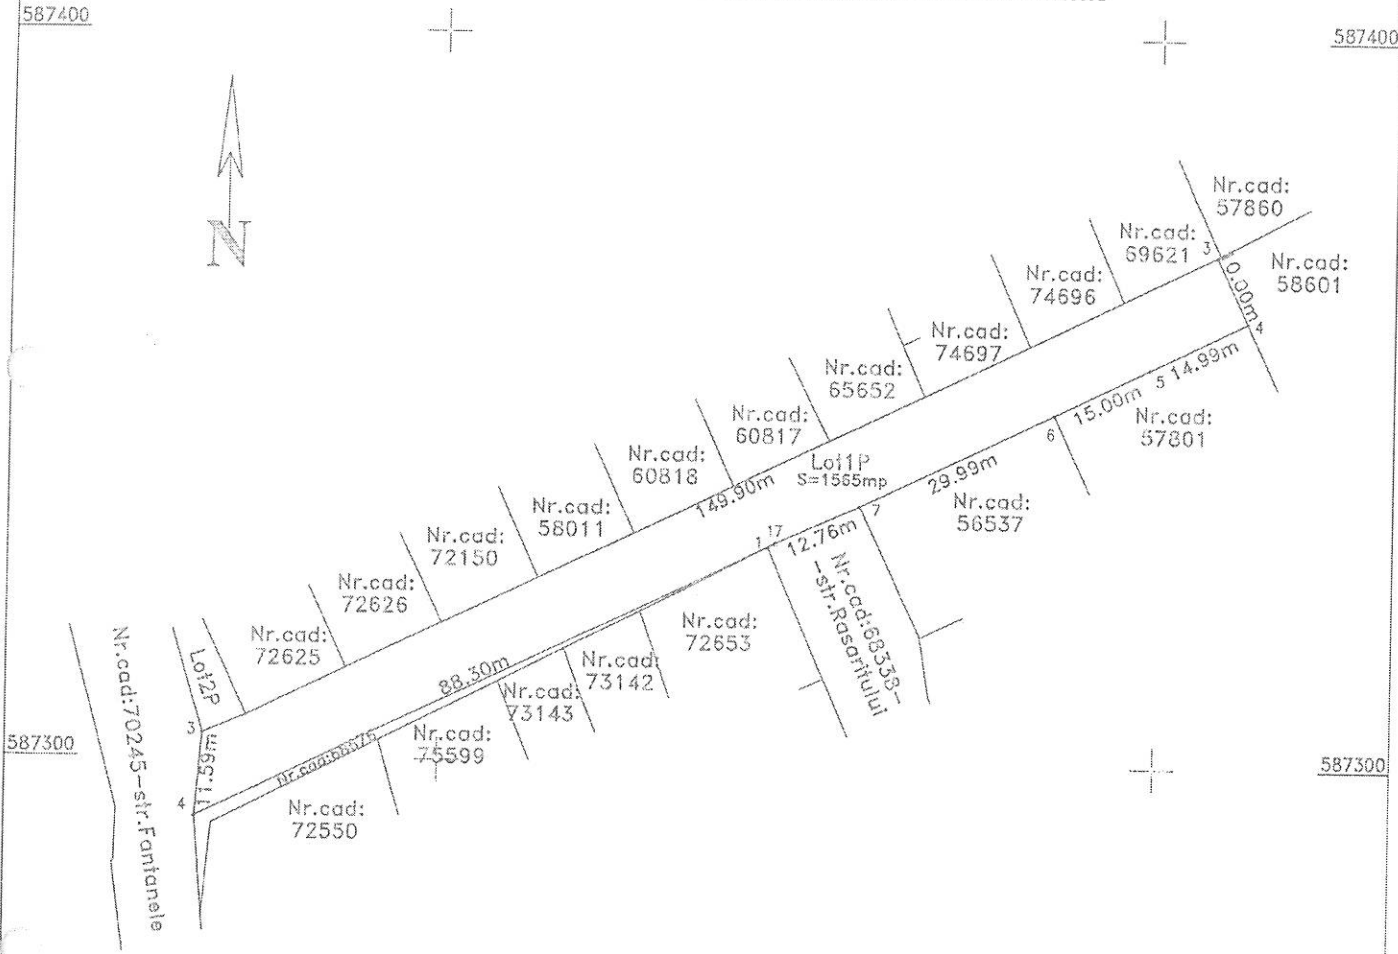 587400
587400
N
Nr.cad:
57860
Nr.cad:
69621
3
Nr.cad:
58601
0.00m
4
Nr.cad:
74696
Nr.cad:
74697
Nr.cad:
65652
5 14.99m
15.00m
Nr.cad:
57801
6
Nr.cad:
60817
Nr.cad:
60818
Lot1P
S=1565mp
149.90m
29.99m
Nr.cad:
56537
7
Nr.cad:
58011
17
1
12.76m
Nr.cad:68338-
-str.Rasaritului
Nr.cad:
72150
Nr.cad:
72626
Nr.cad:
72625
Lot2P
Nr.cad:70245-str.Fantanele
Nr.cad:
72653
Nr.cad:
73142
88.30m
Nr.cad:
73143
3
587300
11.59m
Nr.cad:
75599
587300
4
Nr.cad:
72550